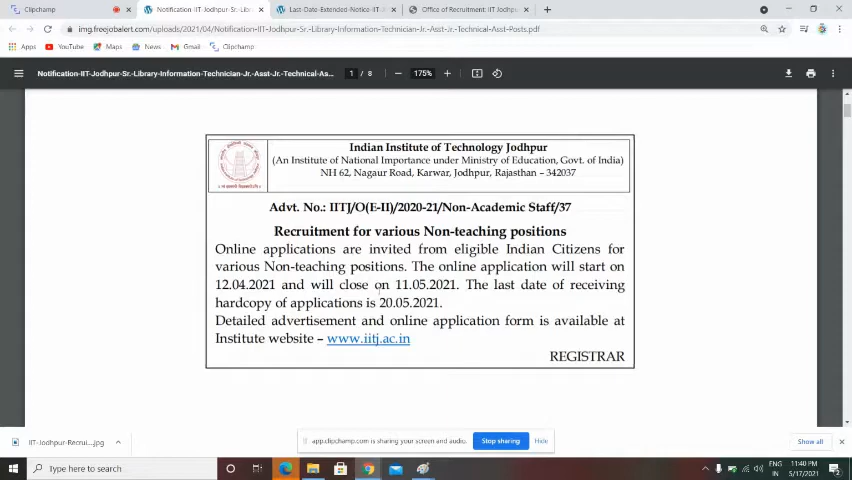 Clipchamp
Notification-IIT-Jodhpur-Sr.-Libr
Last-Date-Extended-Notice-IIT-J
Office of Recruitment: IIT Jodhpu
img.freejobalert.com/uploads/2021/04/Notification-IIT-Jodhpur-Sr.-Library-Information-Technician-Jr.-Asst-Jr.-Technical-Asst-Posts.pdf
Apps
YouTube
Maps
News
Gmail
Clipchamp
Notification-IIT-Jodhpur-Sr.-Library-Information-Technician-Jr.-Asst-Jr.-Technical-As...
1 / 8
175%
Indian Institute of Technology Jodhpur
(An Institute of National Importance under Ministry of Education, Govt. of India)
NH 62, Nagaur Road, Karwar, Jodhpur, Rajasthan – 342037
Advt. No.: IITJ/O(E-II)/2020-21/Non-Academic Staff/37
Recruitment for various Non-teaching positions
Online applications are invited from eligible Indian Citizens for
various Non-teaching positions. The online application will start on
12.04.2021 and will close on 11.05.2021. The last date of receiving
hardcopy of applications is 20.05.2021.
Detailed advertisement and online application form is available at
Institute website – www.iitj.ac.in
REGISTRAR
IIT-Jodhpur-Recrui....jpg
app.clipchamp.com is sharing your screen and audio.
Stop sharing
Hide
Show all
Type here to search
ENG
IN
11:40 PM
5/17/2021
2